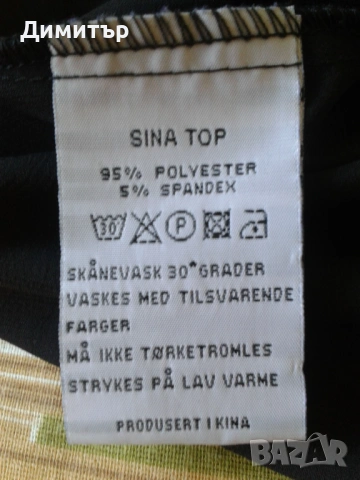 Димитър
SINA TOP
95% POLYESTER
5% SPANDEX
30
P
SKÅNEVASK 30°GRADER
VASKES MED TILSVARENDE
FARGER
MÅ IKKE TØRKETROMLES
STRYKES PÅ LAV VARME
PRODUSERT I KINA
BAZAR